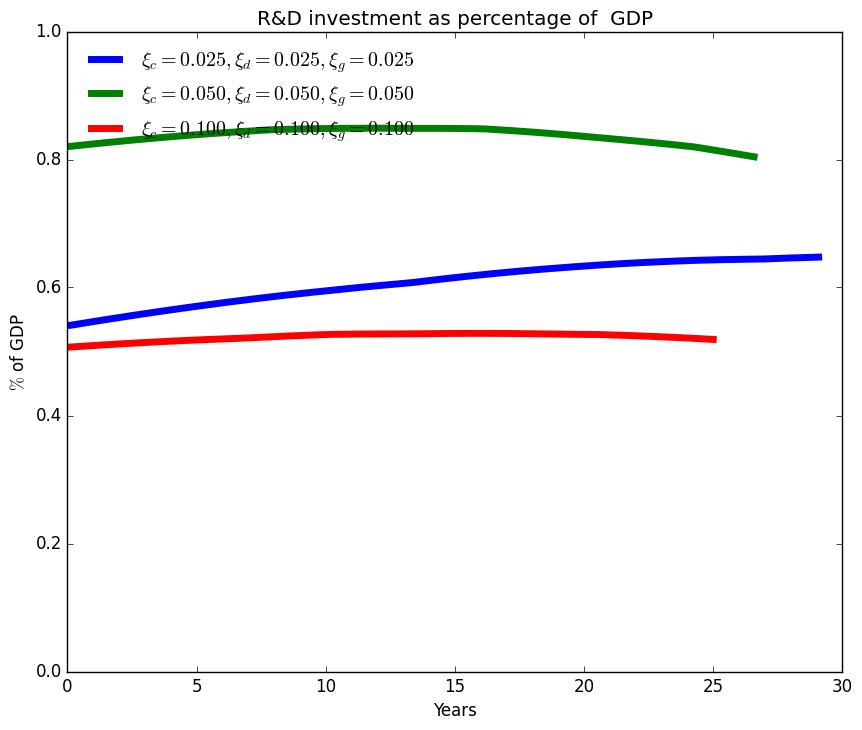 R&D investment as percentage of GDP
1.0
ξc = 0.025, ξd = 0.025, ξg = 0.025
ξc = 0.050, ξd = 0.050, ξg = 0.050
ξc = 0.100, ξd = 0.100, ξg = 0.100
0.8
0.6
% of GDP
0.4
0.2
0.0
0 5 10 15 20 25 30
Years